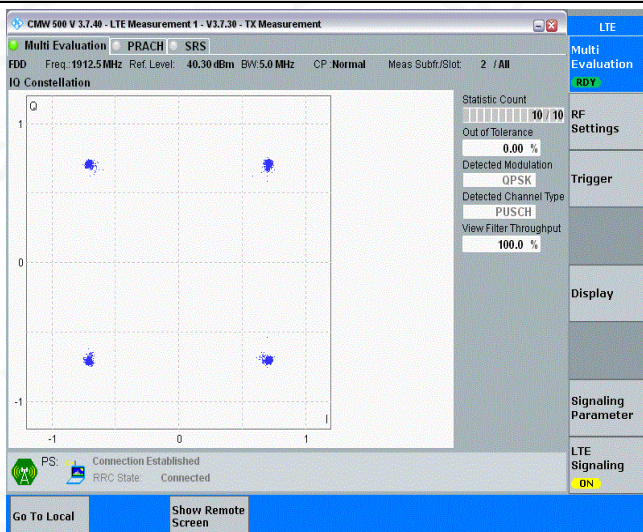 CMW 500 V 3.7.40 - LTE Measurement 1 - V3.7.30 - TX Measurement
LTE
Multi Evaluation PRACH SRS
FDD Freq.:1912.5 MHz Ref. Level: 40.30 dBm BW:5.0 MHz CP :Normal Meas Subfr./Slot: 2 / All
IQ Constellation
Q
1
0
-1
-1 0 1
I
Statistic Count
10 / 10
Out of Tolerance
0.00 %
Detected Modulation
QPSK
Detected Channel Type
PUSCH
View Filter Throughput
100.0 %
Multi
Evaluation
RDY
RF
Settings
Trigger
Display
Signaling
Parameter
LTE
Signaling
ON
PS: Connection Established
RRC State: Connected
Go To Local
Show Remote
Screen